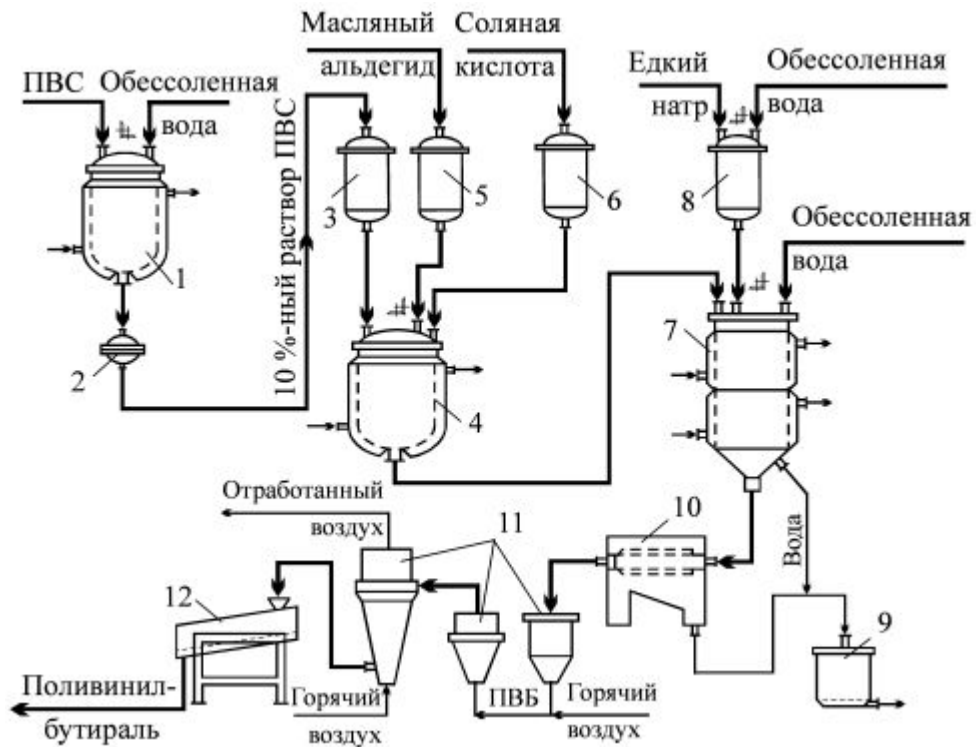 Масляный
альдегид
Соляная
кислота
ПВС
Обессоленная
вода
Едкий
натр
Обессоленная
вода
10 %-ный раствор ПВС
3
5
6
8
Обессоленная
вода
1
2
4
7
Отработанный
воздух
11
10
Вода
12
9
Поливинил-
бутираль
Горячий
воздух
ПВБ
Горячий
воздух